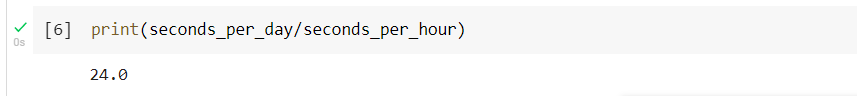 [6] print(seconds_per_day/seconds_per_hour)
0s
24.0